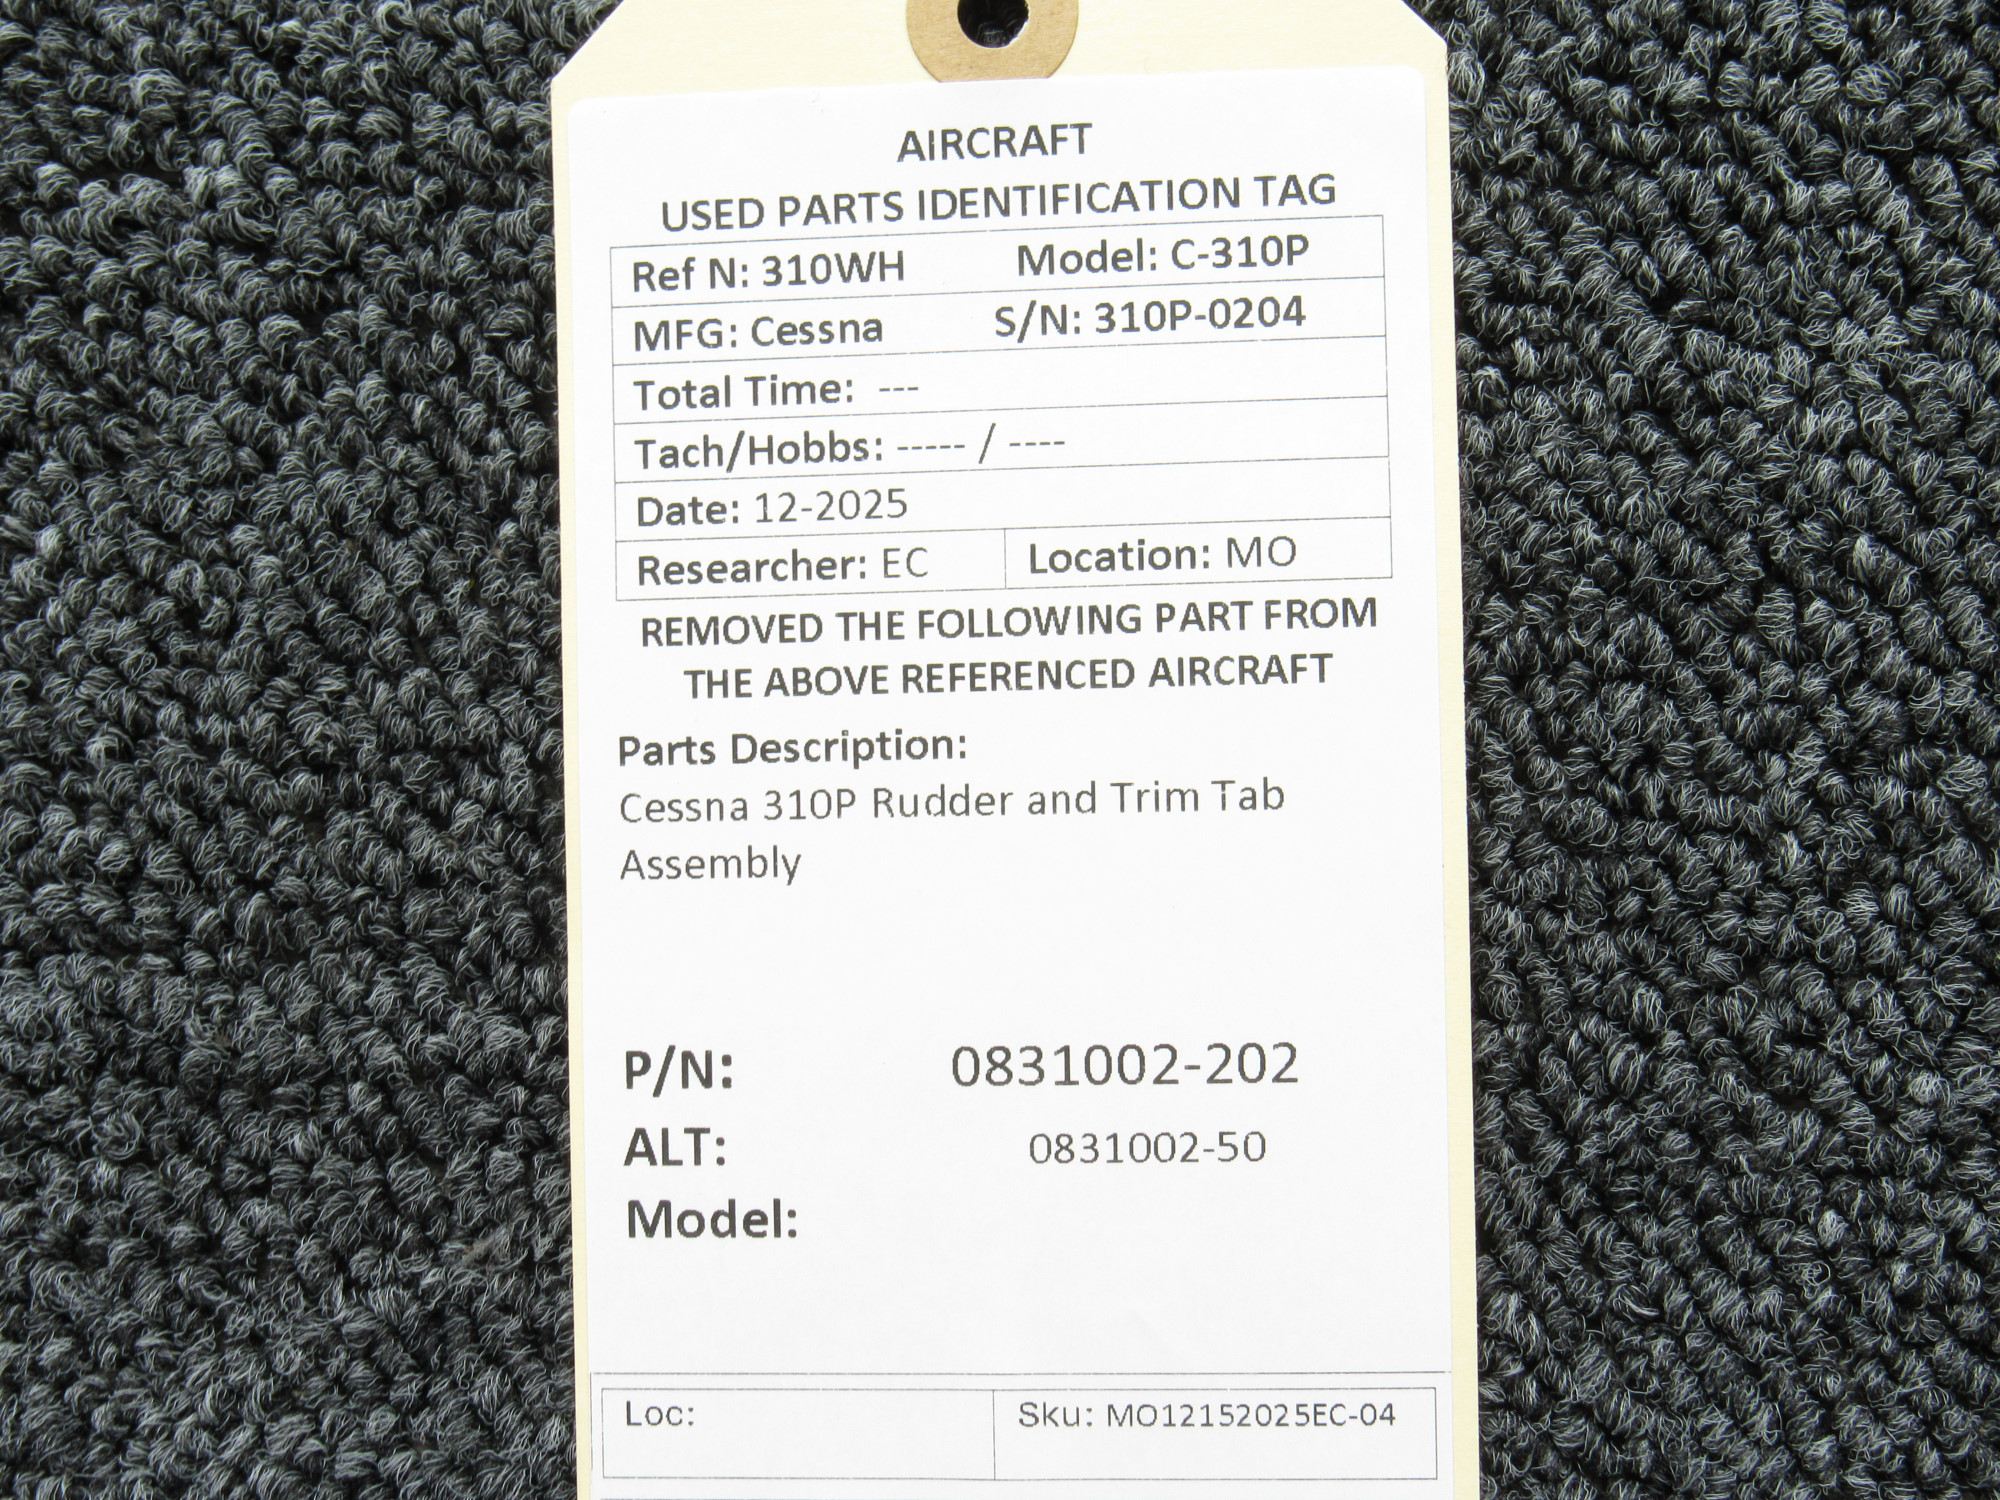 AIRCRAFT
USED PARTS IDENTIFICATION TAG
Ref N: 310WH Model: C-310P
MFG: Cessna S/N: 310P-0204
Total Time: ---
Tach/Hobbs: ----- / ----
Date: 12-2025
Researcher: EC Location: MO
REMOVED THE FOLLOWING PART FROM
THE ABOVE REFERENCED AIRCRAFT
Parts Description:
Cessna 310P Rudder and Trim Tab
Assembly
P/N: 0831002-202
ALT: 0831002-50
Model:
Loc: Sku: MO12152025EC-04